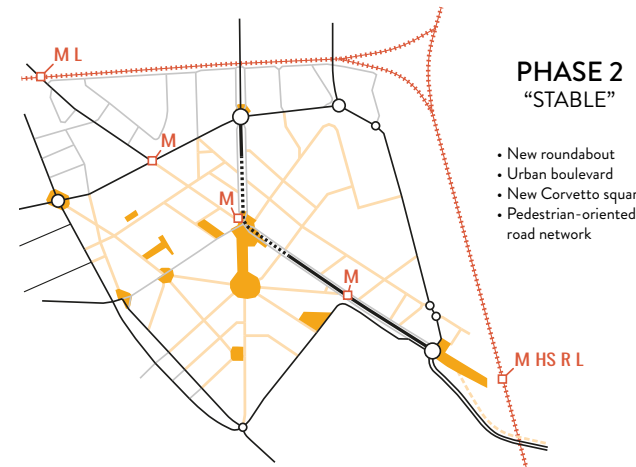 M L
PHASE 2
“STABLE”
M
• New roundabout
• Urban boulevard
• New Corvetto squar
• Pedestrian-oriented
road network
M
M
M HS R L